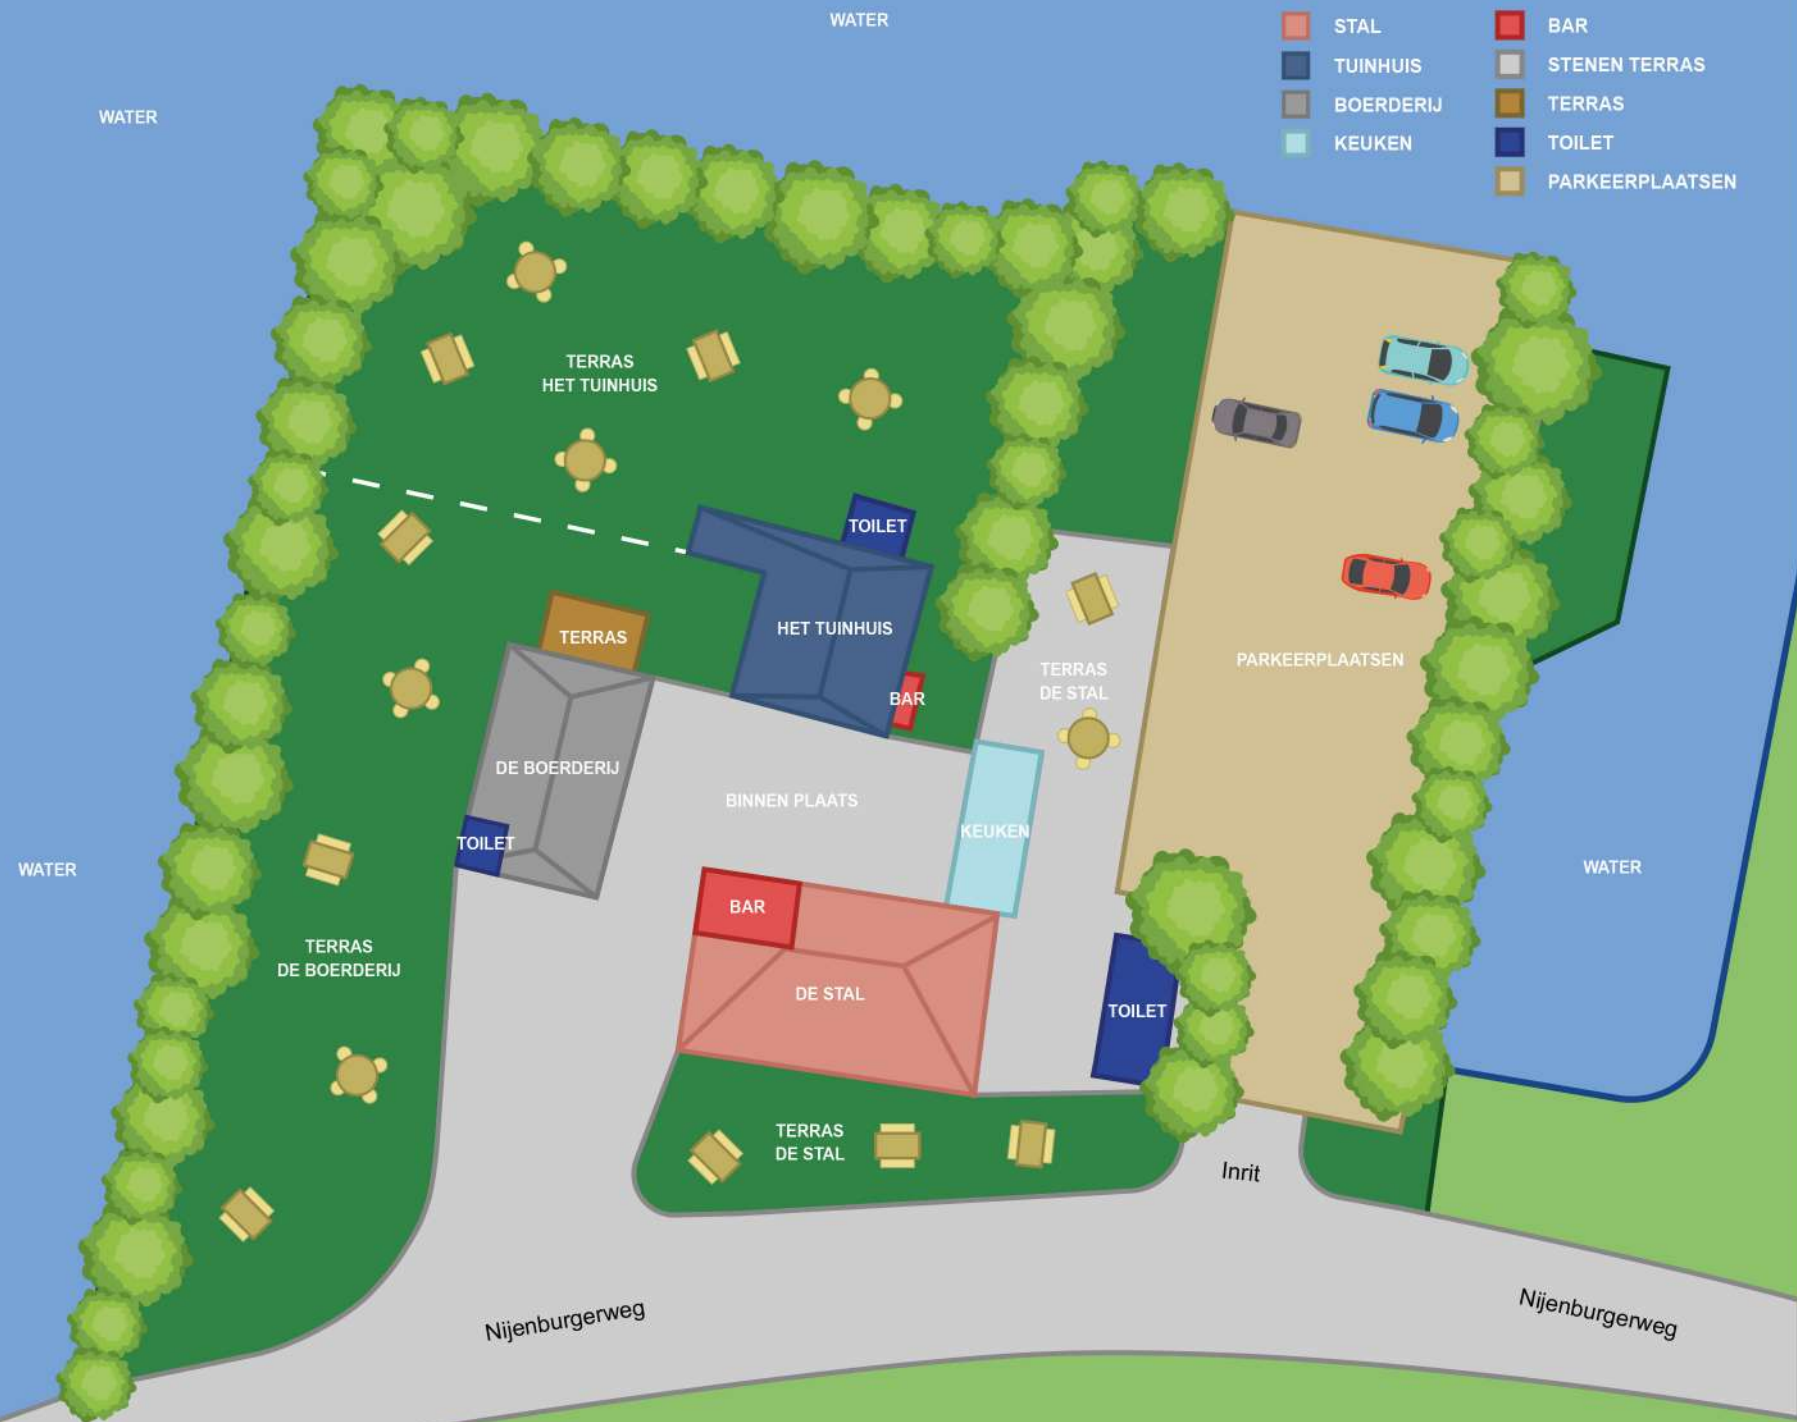 WATER
STAL
BAR
TUINHUIS
STENEN TERRAS
BOERDERIJ
TERRAS
KEUKEN
TOILET
PARKEERPLAATSEN
WATER
TERRAS
HET TUINHUIS
TOILET
HET TUINHUIS
TERRAS
PARKEERPLAATSEN
TERRAS
DE STAL
BAR
DE BOERDERIJ
BINNEN PLAATS
KEUKEN
TOILET
WATER
WATER
BAR
TERRAS
DE BOERDERIJ
DE STAL
TOILET
TERRAS
DE STAL
Inrit
Nijenburgerweg
Nijenburgerweg